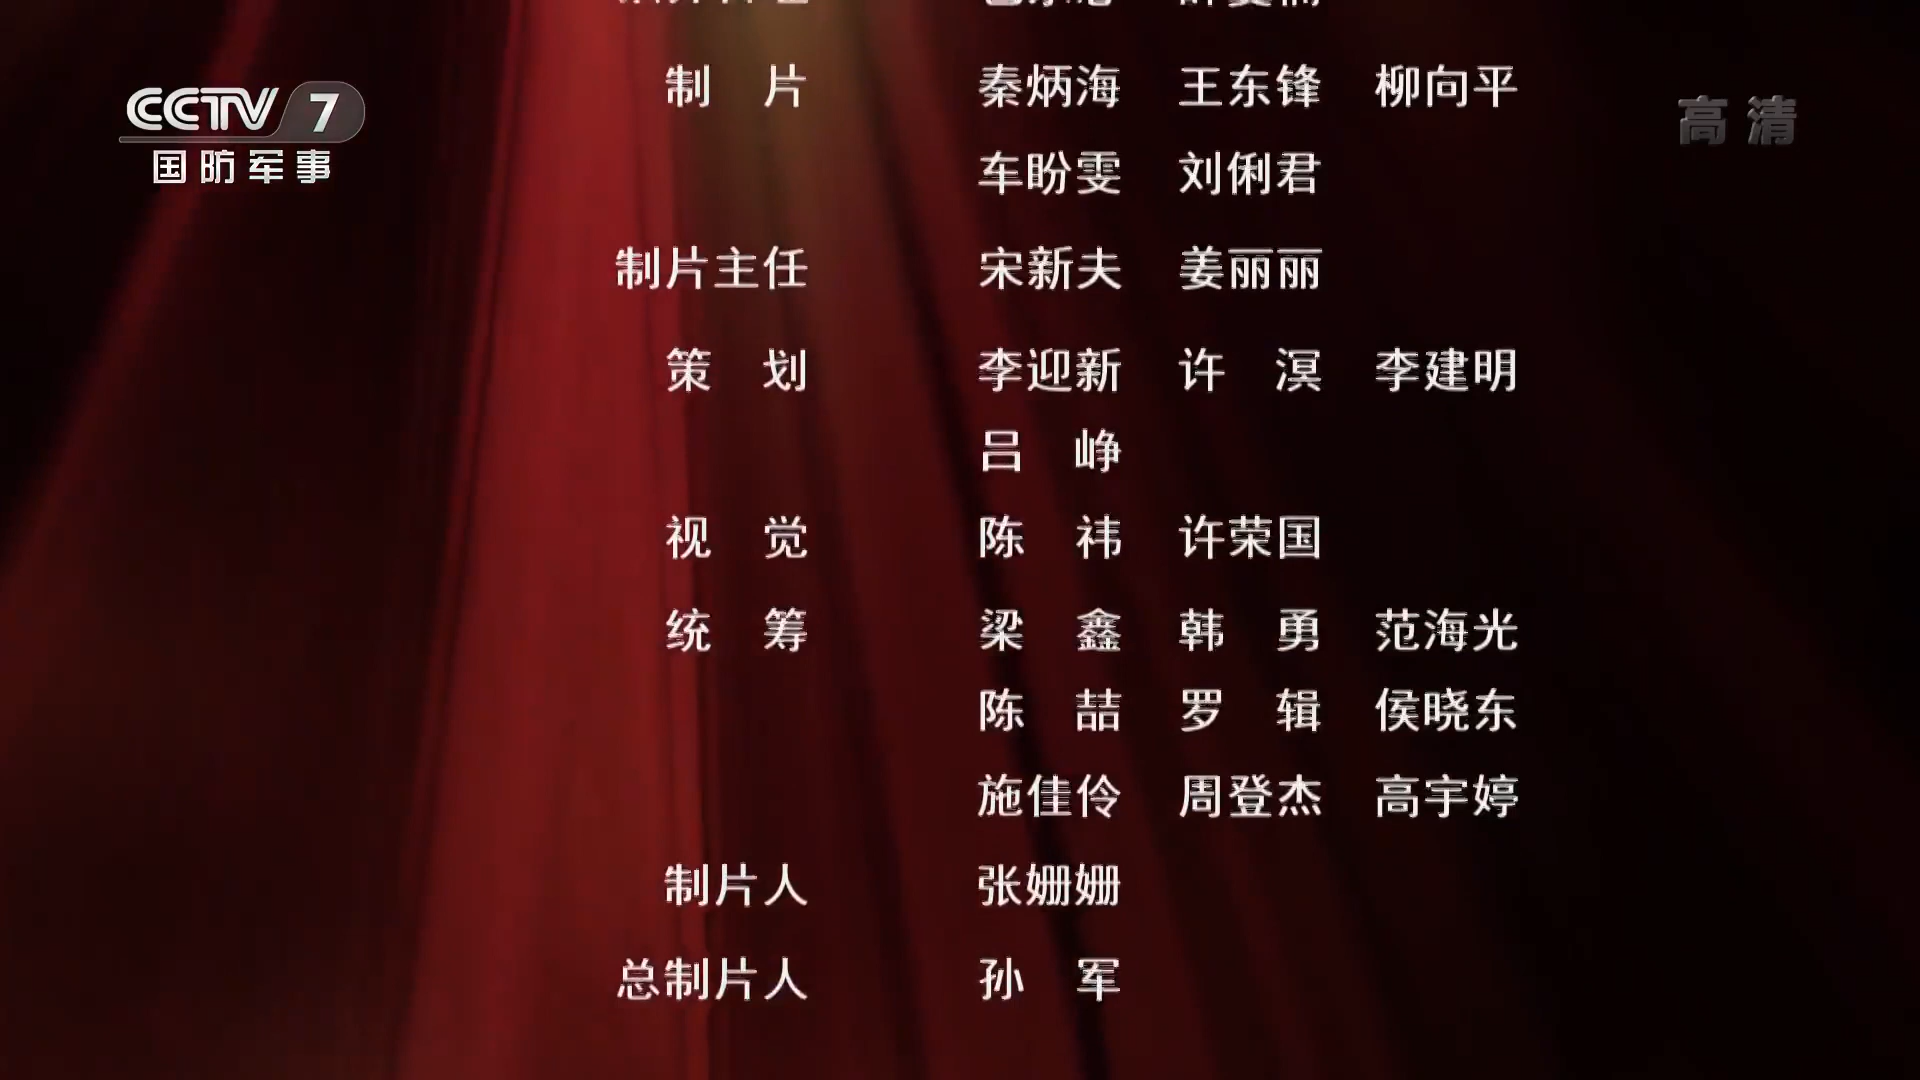 制 片 秦炳海 王东锋 柳向平
CCTV 7
高清
国防军事
车盼雯 刘俐君
制片主任 宋新夫 姜丽丽
策 划 李迎新 许 溟 李建明
吕 峥
视 觉 陈 祎 许荣国
统 筹 梁 鑫 韩 勇 范海光
陈 喆 罗 辑 侯晓东
施佳伶 周登杰 高宇婷
制片人 张姗姗
总制片人 孙 军